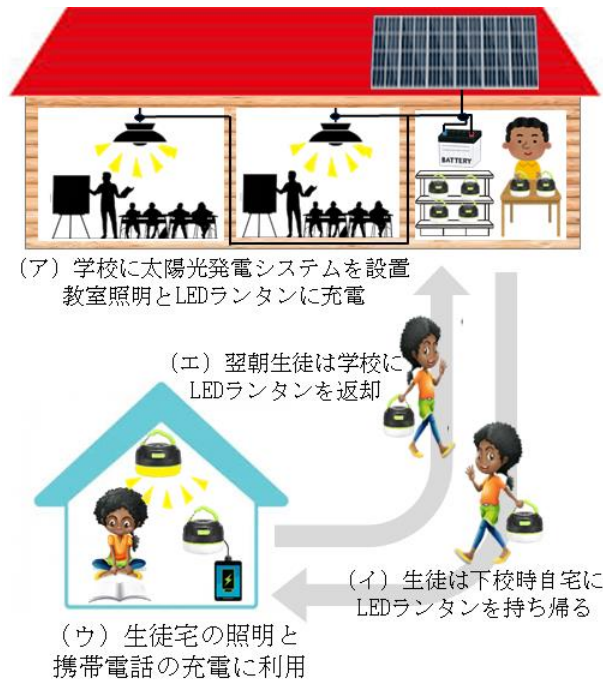 BATTERY
(ア) 学校に太陽光発電システムを設置
教室照明とLEDランタンに充電
(エ) 翌朝生徒は学校に
LEDランタンを返却
(イ) 生徒は下校時自宅に
LEDランタンを持ち帰る
(ウ) 生徒宅の照明と
携帯電話の充電に利用